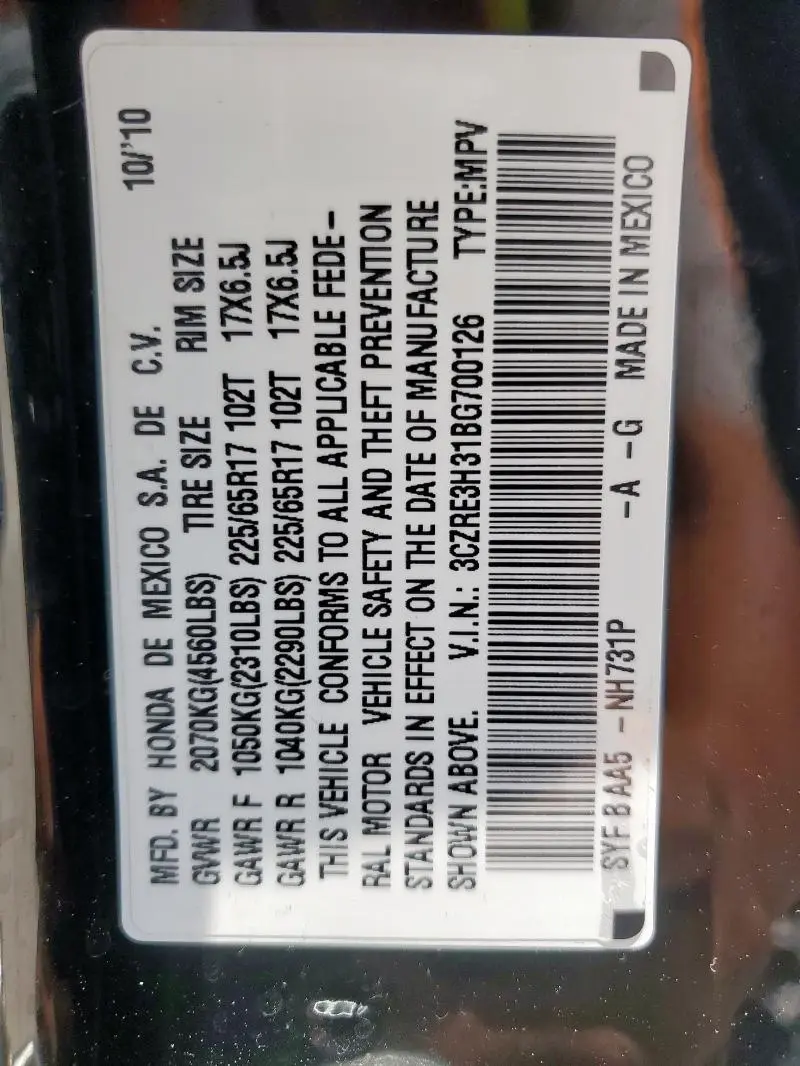 10/'10
MFD. BY HONDA DE MEXICO S.A. DE C.V.
GVWR 2070KG(4560LBS) TIRE SIZE RIM SIZE
GAWR F 1050KG(2310LBS) 225/65R17 102T 17X6.5J
GAWR R 1040KG(2290LBS) 225/65R17 102T 17X6.5J
THIS VEHICLE CONFORMS TO ALL APPLICABLE FEDE-
RAL MOTOR VEHICLE SAFETY AND THEFT PREVENTION
STANDARDS IN EFFECT ON THE DATE OF MANUFACTURE
SHOWN ABOVE. V.I.N.: 3CZRE3H31BG700126 TYPE:MPV
SYF B AA5 -NH731P -A -G MADE IN MEXICO